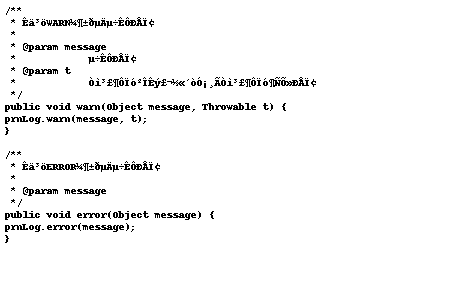 /**
 * Êä³öWARN¼¶±ðµÄµ÷ÊÔÐÅÏ¢
 *
 * @param message
 *            µ÷ÊÔÐÅÏ¢
 * @param t
 *            Òì³£¶ÔÏó²ÎÊý£¬½«´òÓ¡¸ÃÒì³£¶ÔÏóµÄ¶ÑÕ»ÐÅÏ¢
 */
public void warn(Object message, Throwable t) {
prnLog.warn(message, t);
}
/**
 * Êä³öERROR¼¶±ðµÄµ÷ÊÔÐÅÏ¢
 *
 * @param message
 */
public void error(Object message) {
prnLog.error(message);
}